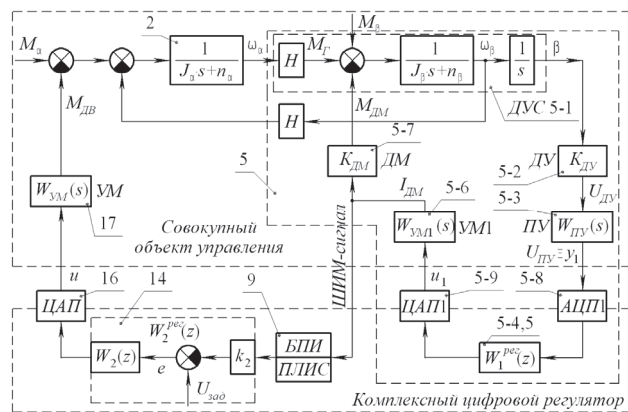 M_α
2
1
J_α·s+n_α
ω_α
H
M_Г
M_β
1
J_β·s+n_β
ω_β
1
s
β
M_ДВ
H
M_ДМ
ДУС 5-1
5-7
5
K_ДМ
ДМ
5-2
ДУ
K_ДУ
W_УМ(s)
УМ
I_ДМ
5-6
5-3
U_ДУ
17
W_УМ1(s)
УМ1
ПУ
W_ПУ(s)
Совокупный
объект управления
U_ПУ=y_1
ШИМ-сигнал
u
16
14
9
u_1
5-9
5-8
ЦАП
ЦАП1
АЦП1
W_2^рег(z)
5-4,5
W_2(z)
e
k_2
БПИ
ПЛИС
W_1^рег(z)
U_зад
Комплексный цифровой регулятор